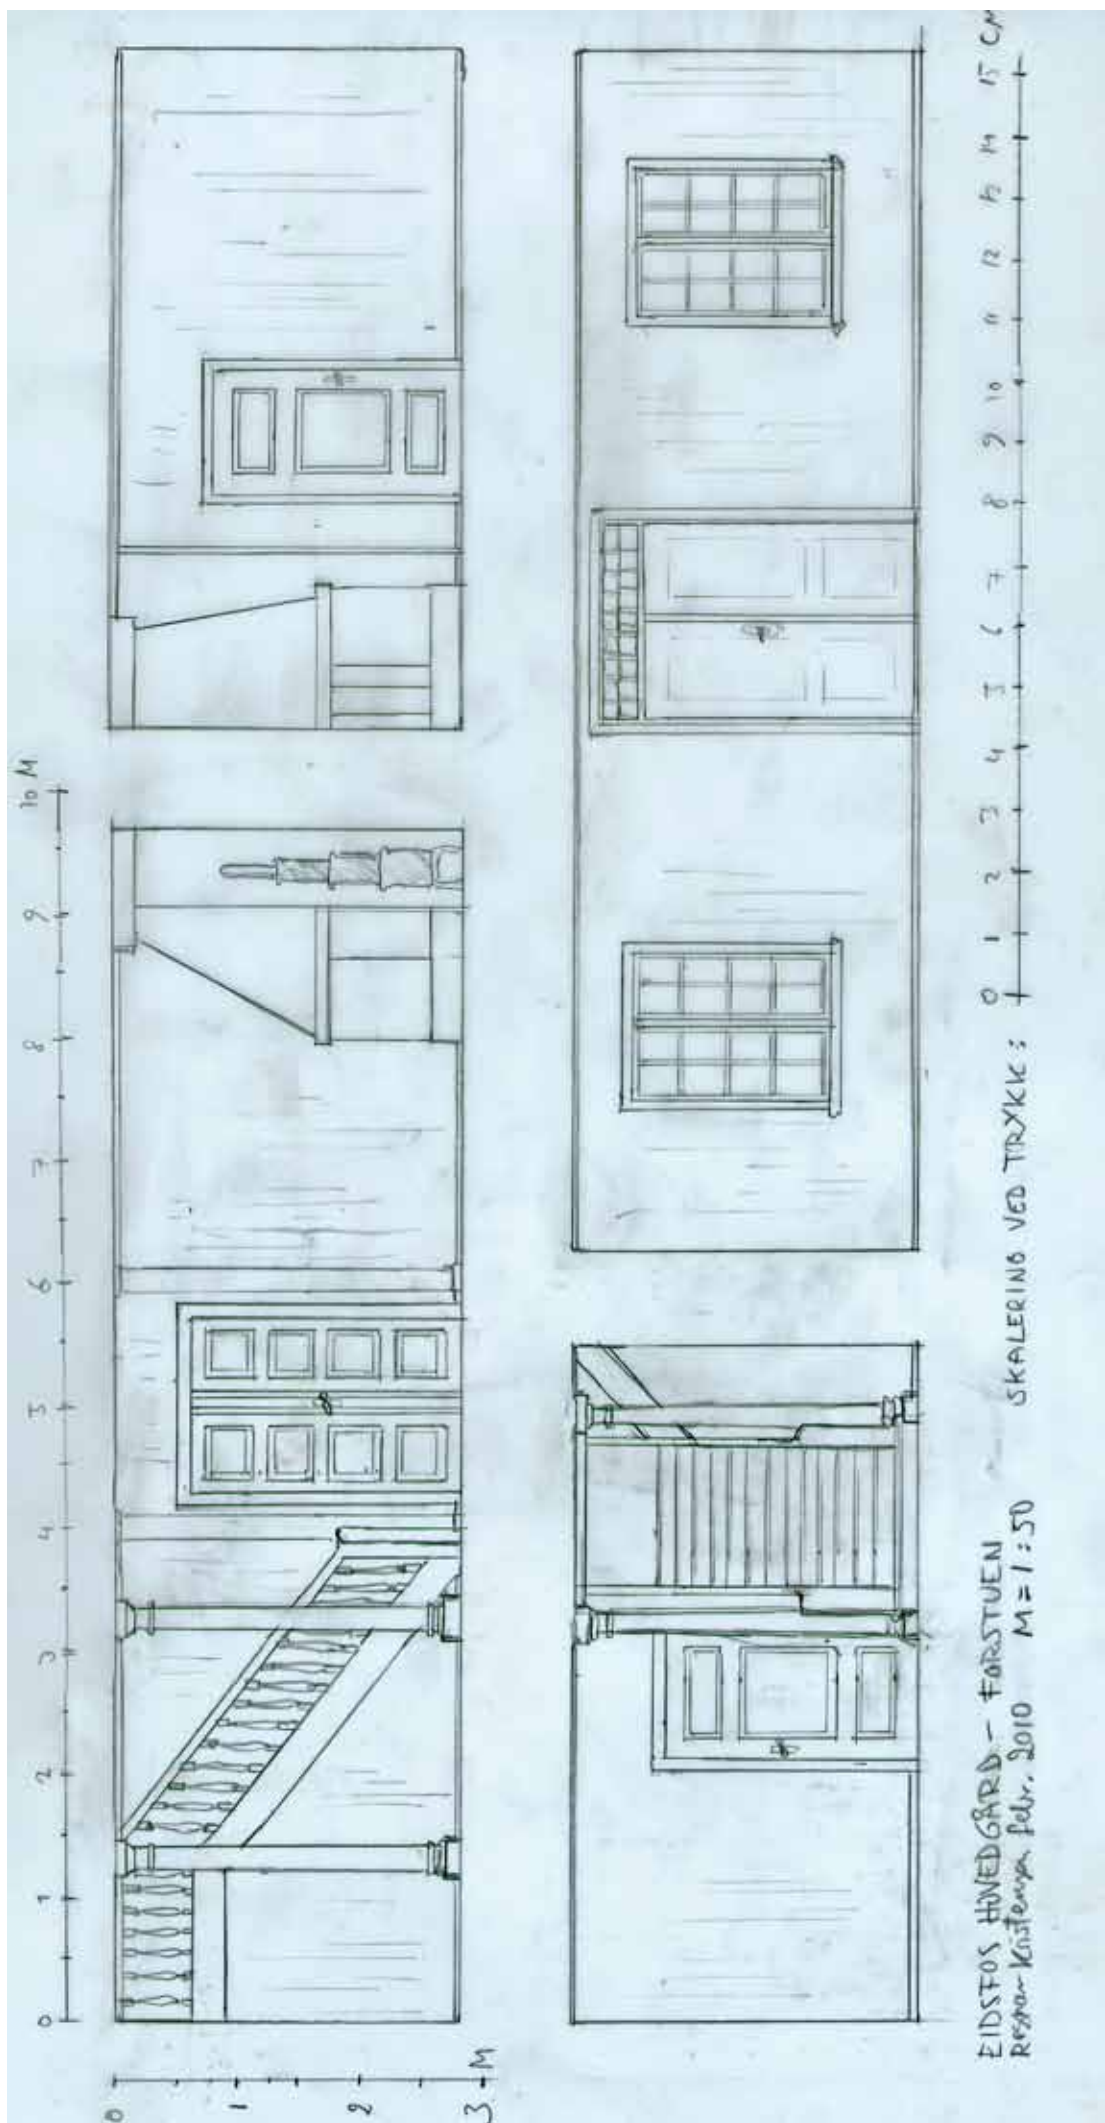 0 1 2 3 4 5 6 7 8 9 10 M
0
1
2
3 M
EIDSFOS HOVEDGÅRD - FORSTUEN
Kristensen febr. 2010 M = 1:50
SKALERING VED TRYKK: 0 1 2 3 4 5 6 7 8 9 10 11 12 13 14 15 CM